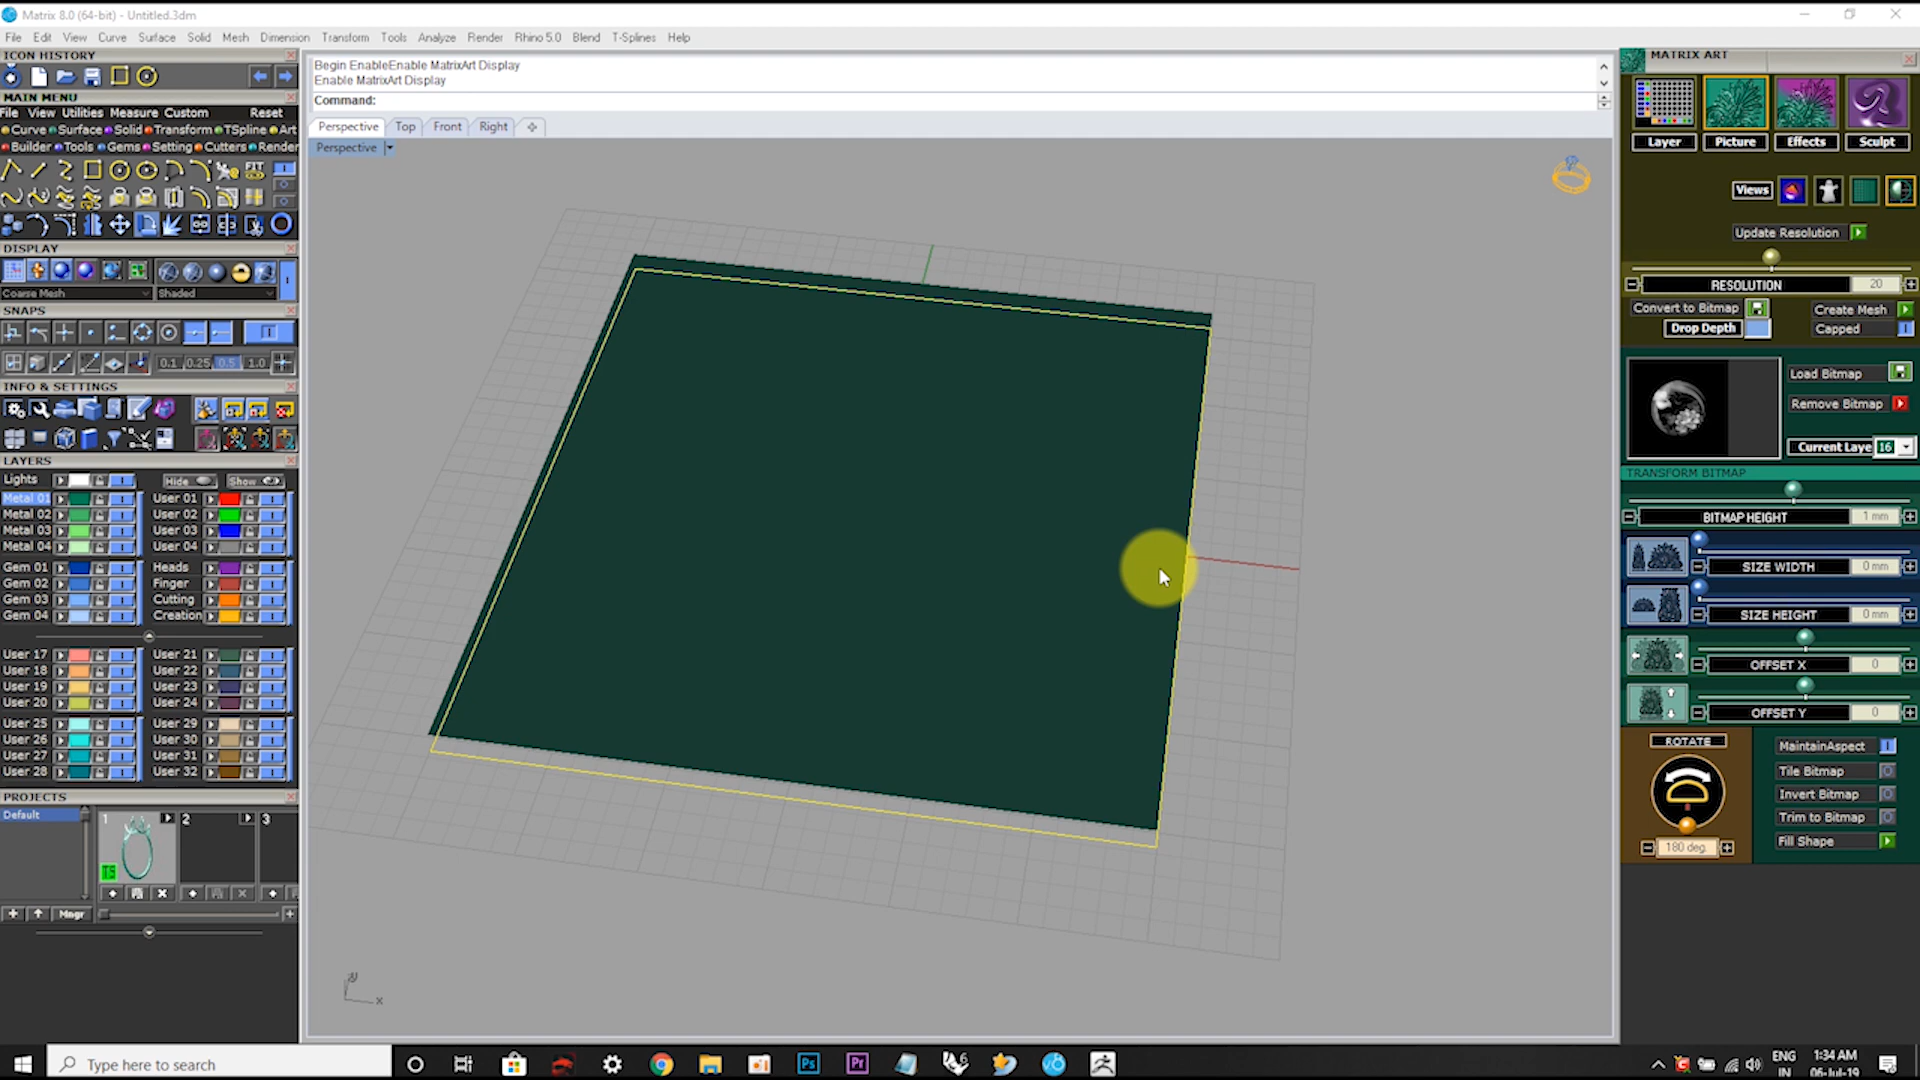 Matrix 8.0 (64-bit) - Untitled.3dm
File Edit View Curve Surface Solid Mesh Dimension Transform Tools Analyze Render Rhino 5.0 Blend T-Splines Help
ICON HISTORY
MAIN MENU
File View Utilities Measure Custom Reset
Curve Surface Solid Transform TSpline Art
Builder Tools Gems Setting Cutters Render
FIT
DISPLAY
Coarse Mesh Shaded
SNAPS
0.1 0.25 0.5 1.0
INFO & SETTINGS
LAYERS
Lights Hide Show
Metal 01 User 01
Metal 02 User 02
Metal 03 User 03
Metal 04 User 04
Gem 01 Heads
Gem 02 Finger
Gem 03 Cutting
Gem 04 Creation
User 17 User 21
User 18 User 22
User 19 User 23
User 20 User 24
User 25 User 29
User 26 User 30
User 27 User 31
User 28 User 32
PROJECTS
Default 1 2 3
TS
Mngr
Begin EnableEnable MatrixArt Display
Enable MatrixArt Display
Command:
Perspective Top Front Right
Perspective
y
x
MATRIX ART
Layer Picture Effects Sculpt
Views
Update Resolution
RESOLUTION 20
Convert to Bitmap Create Mesh
Drop Depth Capped
Load Bitmap
Remove Bitmap
Current Laye 16
TRANSFORM BITMAP
BITMAP HEIGHT 1 mm
SIZE WIDTH 0 mm
SIZE HEIGHT 0 mm
OFFSET X 0
OFFSET Y 0
ROTATE
180 deg.
MaintainAspect
Tile Bitmap
Invert Bitmap
Trim to Bitmap
Fill Shape
Type here to search
Ps
Pr
6
ENG
IN
1:34 AM
06-Jul-19